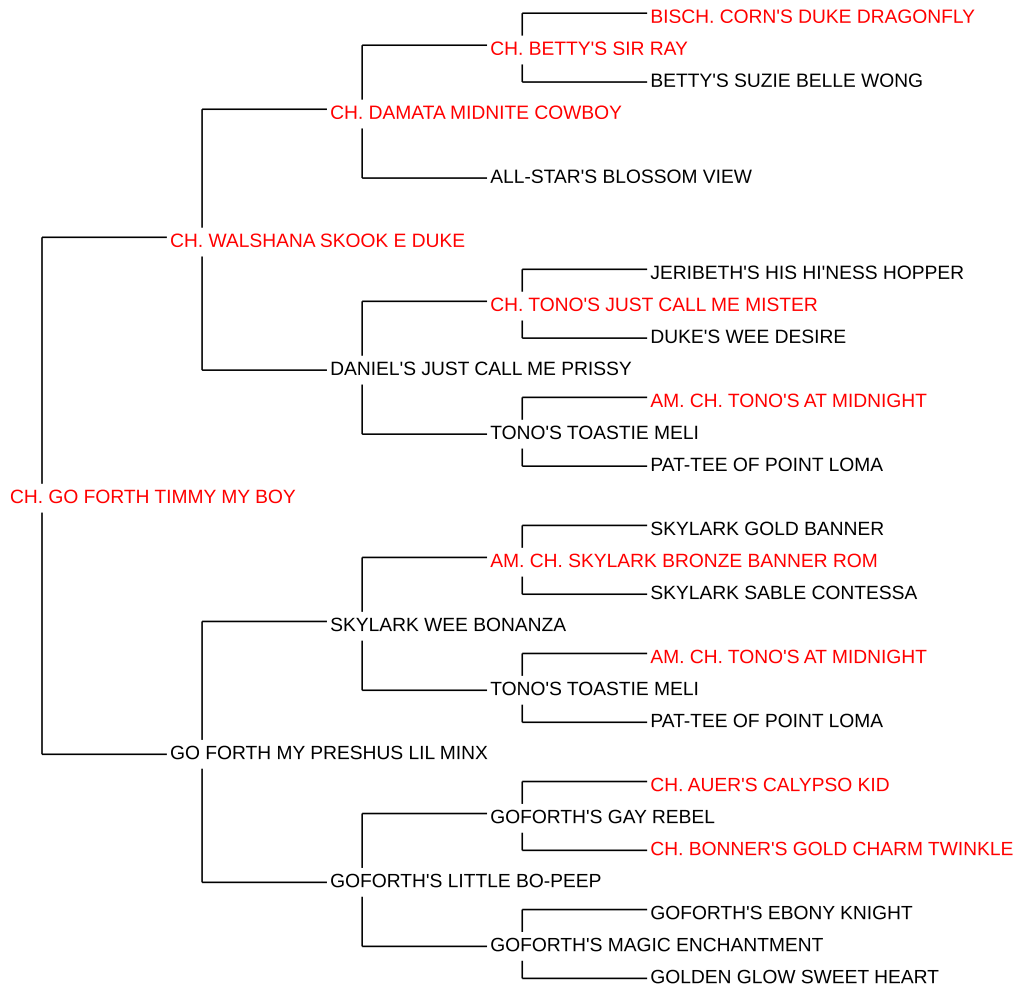 BISCH. CORN'S DUKE DRAGONFLY
CH. BETTY'S SIR RAY
BETTY'S SUZIE BELLE WONG
CH. DAMATA MIDNITE COWBOY
ALL-STAR'S BLOSSOM VIEW
CH. WALSHANA SKOOK E DUKE
JERIBETH'S HIS HI'NESS HOPPER
CH. TONO'S JUST CALL ME MISTER
DUKE'S WEE DESIRE
DANIEL'S JUST CALL ME PRISSY
AM. CH. TONO'S AT MIDNIGHT
TONO'S TOASTIE MELI
PAT-TEE OF POINT LOMA
CH. GO FORTH TIMMY MY BOY
SKYLARK GOLD BANNER
AM. CH. SKYLARK BRONZE BANNER ROM
SKYLARK SABLE CONTESSA
SKYLARK WEE BONANZA
AM. CH. TONO'S AT MIDNIGHT
TONO'S TOASTIE MELI
PAT-TEE OF POINT LOMA
GO FORTH MY PRESHUS LIL MINX
CH. AUER'S CALYPSO KID
GOFORTH'S GAY REBEL
CH. BONNER'S GOLD CHARM TWINKLE
GOFORTH'S LITTLE BO-PEEP
GOFORTH'S EBONY KNIGHT
GOFORTH'S MAGIC ENCHANTMENT
GOLDEN GLOW SWEET HEART